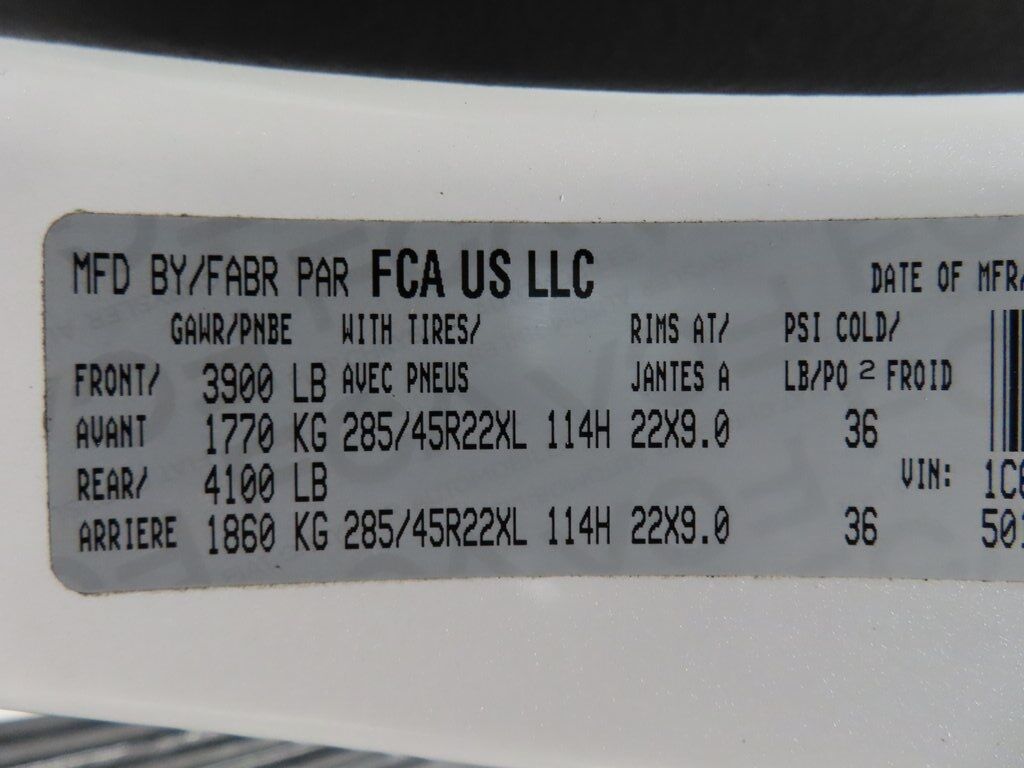 MFD BY/FABR PAR FCA US LLC DATE OF MFR/
GAWR/PNBE WITH TIRES/ RIMS AT/ PSI COLD/
FRONT/ 3900 LB AVEC PNEUS JANTES A LB/PO 2 FROID
AVANT 1770 KG 285/45R22XL 114H 22X9.0 36
REAR/ 4100 LB VIN: 1C6
ARRIERE 1860 KG 285/45R22XL 114H 22X9.0 36 501